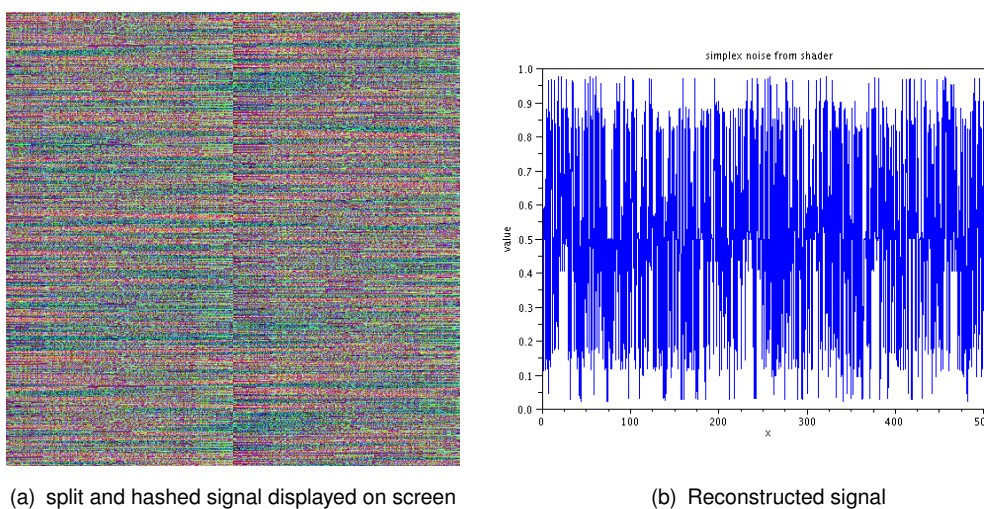 simplex noise from shader
1.0
0.9
0.8
0.7
0.6
0.5
0.4
0.3
0.2
0.1
0.0
value
0 100 200 300 400 500
x
(a) split and hashed signal displayed on screen
(b) Reconstructed signal